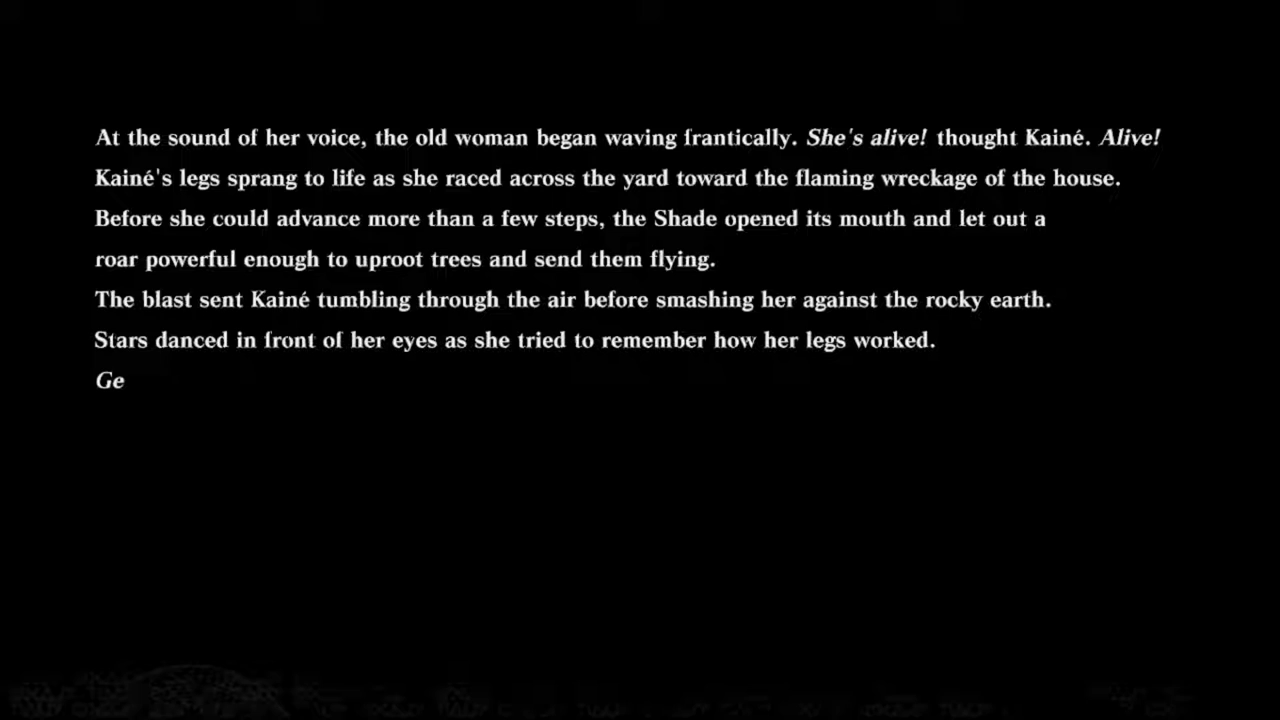 At the sound of her voice, the old woman began waving frantically. She's alive! thought Kainé. Alive!
Kainé's legs sprang to life as she raced across the yard toward the flaming wreckage of the house.
Before she could advance more than a few steps, the Shade opened its mouth and let out a
roar powerful enough to uproot trees and send them flying.
The blast sent Kainé tumbling through the air before smashing her against the rocky earth.
Stars danced in front of her eyes as she tried to remember how her legs worked.
Ge